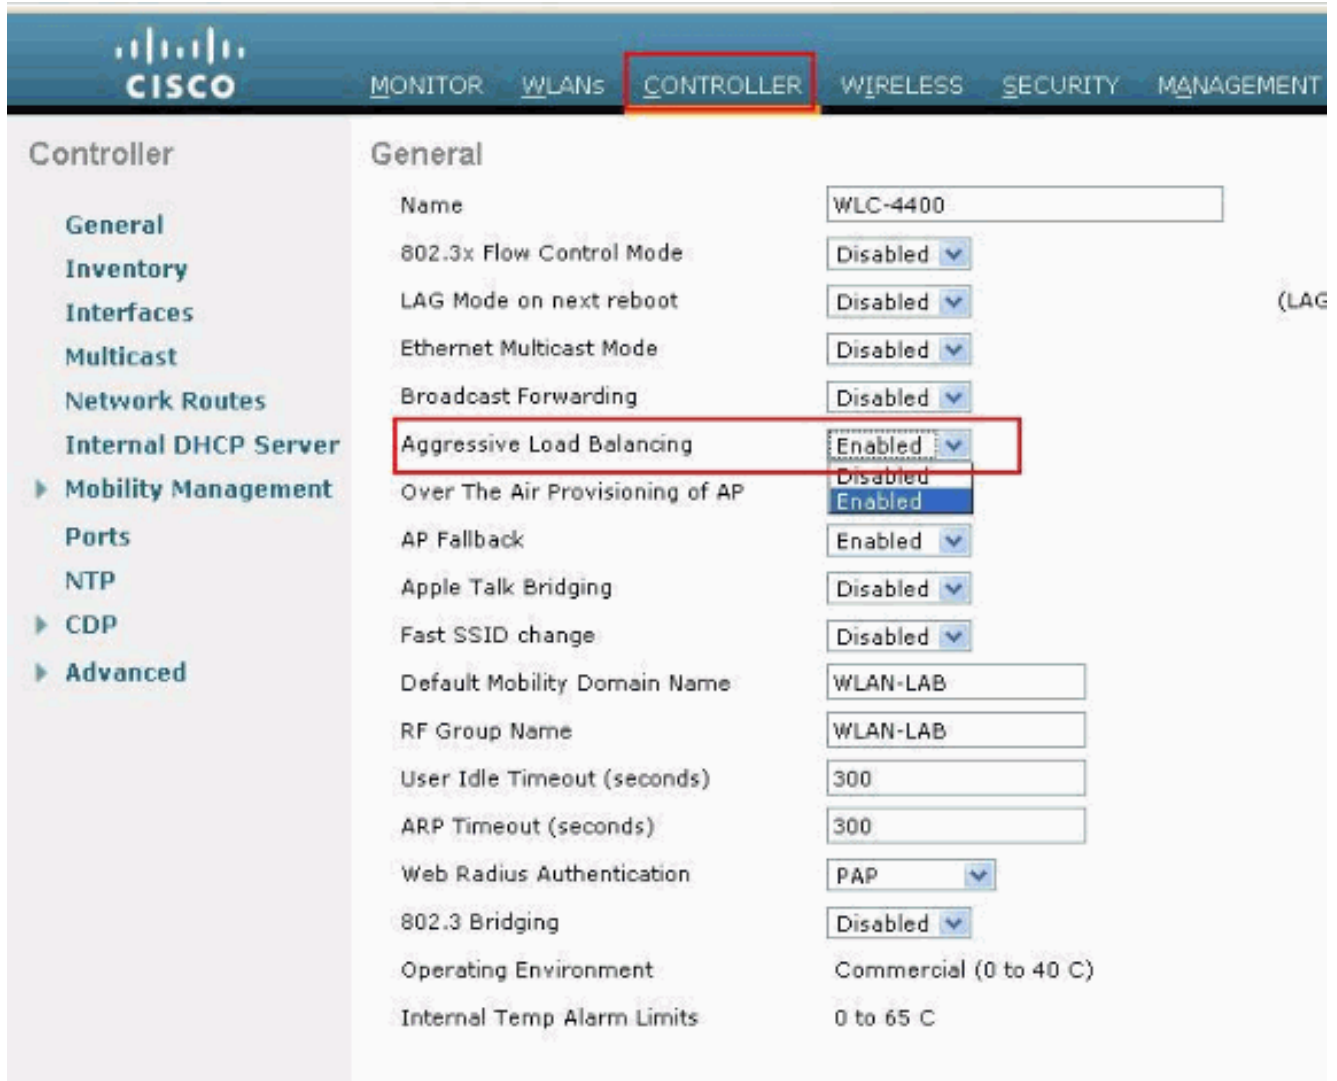 CISCO
MONITOR WLANs CONTROLLER WIRELESS SECURITY MANAGEMENT
Controller
General
Inventory
Interfaces
Multicast
Network Routes
Internal DHCP Server
Mobility Management
Ports
NTP
CDP
Advanced
General
Name WLC-4400
802.3x Flow Control Mode Disabled
LAG Mode on next reboot Disabled (LAG
Ethernet Multicast Mode Disabled
Broadcast Forwarding Disabled
Aggressive Load Balancing Enabled
Disabled
Over The Air Provisioning of AP Enabled
AP Fallback Enabled
Apple Talk Bridging Disabled
Fast SSID change Disabled
Default Mobility Domain Name WLAN-LAB
RF Group Name WLAN-LAB
User Idle Timeout (seconds) 300
ARP Timeout (seconds) 300
Web Radius Authentication PAP
802.3 Bridging Disabled
Operating Environment Commercial (0 to 40 C)
Internal Temp Alarm Limits 0 to 65 C